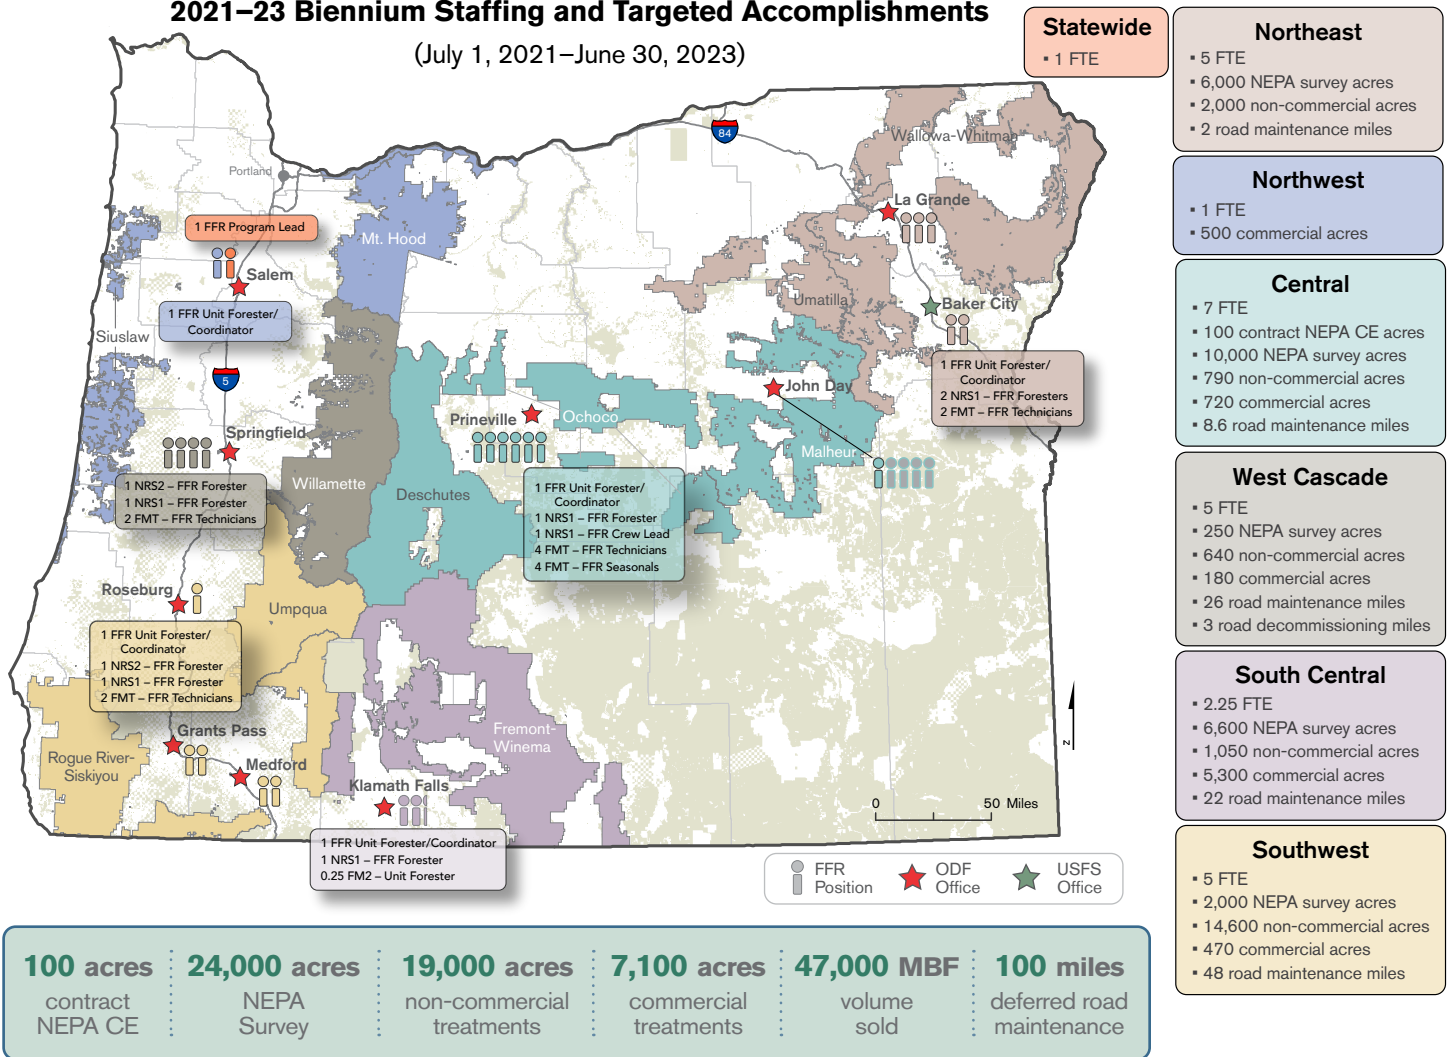 2021–23 Biennium Staffing and Targeted Accomplishments
(July 1, 2021–June 30, 2023)
Statewide
▪ 1 FTE
Northeast
▪ 5 FTE
▪ 6,000 NEPA survey acres
▪ 2,000 non-commercial acres
▪ 2 road maintenance miles
Northwest
▪ 1 FTE
▪ 500 commercial acres
Central
▪ 7 FTE
▪ 100 contract NEPA CE acres
▪ 10,000 NEPA survey acres
▪ 790 non-commercial acres
▪ 720 commercial acres
▪ 8.6 road maintenance miles
West Cascade
▪ 5 FTE
▪ 250 NEPA survey acres
▪ 640 non-commercial acres
▪ 180 commercial acres
▪ 26 road maintenance miles
▪ 3 road decommissioning miles
South Central
▪ 2.25 FTE
▪ 6,600 NEPA survey acres
▪ 1,050 non-commercial acres
▪ 5,300 commercial acres
▪ 22 road maintenance miles
Southwest
▪ 5 FTE
▪ 2,000 NEPA survey acres
▪ 14,600 non-commercial acres
▪ 470 commercial acres
▪ 48 road maintenance miles
84
Wallowa-Whitman
Portland
La Grande
1 FFR Program Lead
Mt. Hood
Salem
Umatilla
Baker City
1 FFR Unit Forester/
Coordinator
Siuslaw
1 FFR Unit Forester/
Coordinator
2 NRS1 – FFR Foresters
2 FMT – FFR Technicians
5
John Day
Prineville
Ochoco
Springfield
Malheur
1 NRS2 – FFR Forester
1 NRS1 – FFR Forester
2 FMT – FFR Technicians
Willamette
Deschutes
1 FFR Unit Forester/
Coordinator
1 NRS1 – FFR Forester
1 NRS1 – FFR Crew Lead
4 FMT – FFR Technicians
4 FMT – FFR Seasonals
Roseburg
Umpqua
1 FFR Unit Forester/
Coordinator
1 NRS2 – FFR Forester
1 NRS1 – FFR Forester
2 FMT – FFR Technicians
Grants Pass
Rogue River-
Siskiyou
Medford
Fremont-
Winema
Klamath Falls
1 FFR Unit Forester/Coordinator
1 NRS1 – FFR Forester
0.25 FM2 – Unit Forester
N
0 50 Miles
FFR
Position
ODF
Office
USFS
Office
100 acres
contract
NEPA CE
24,000 acres
NEPA
Survey
19,000 acres
non-commercial
treatments
7,100 acres
commercial
treatments
47,000 MBF
volume
sold
100 miles
deferred road
maintenance